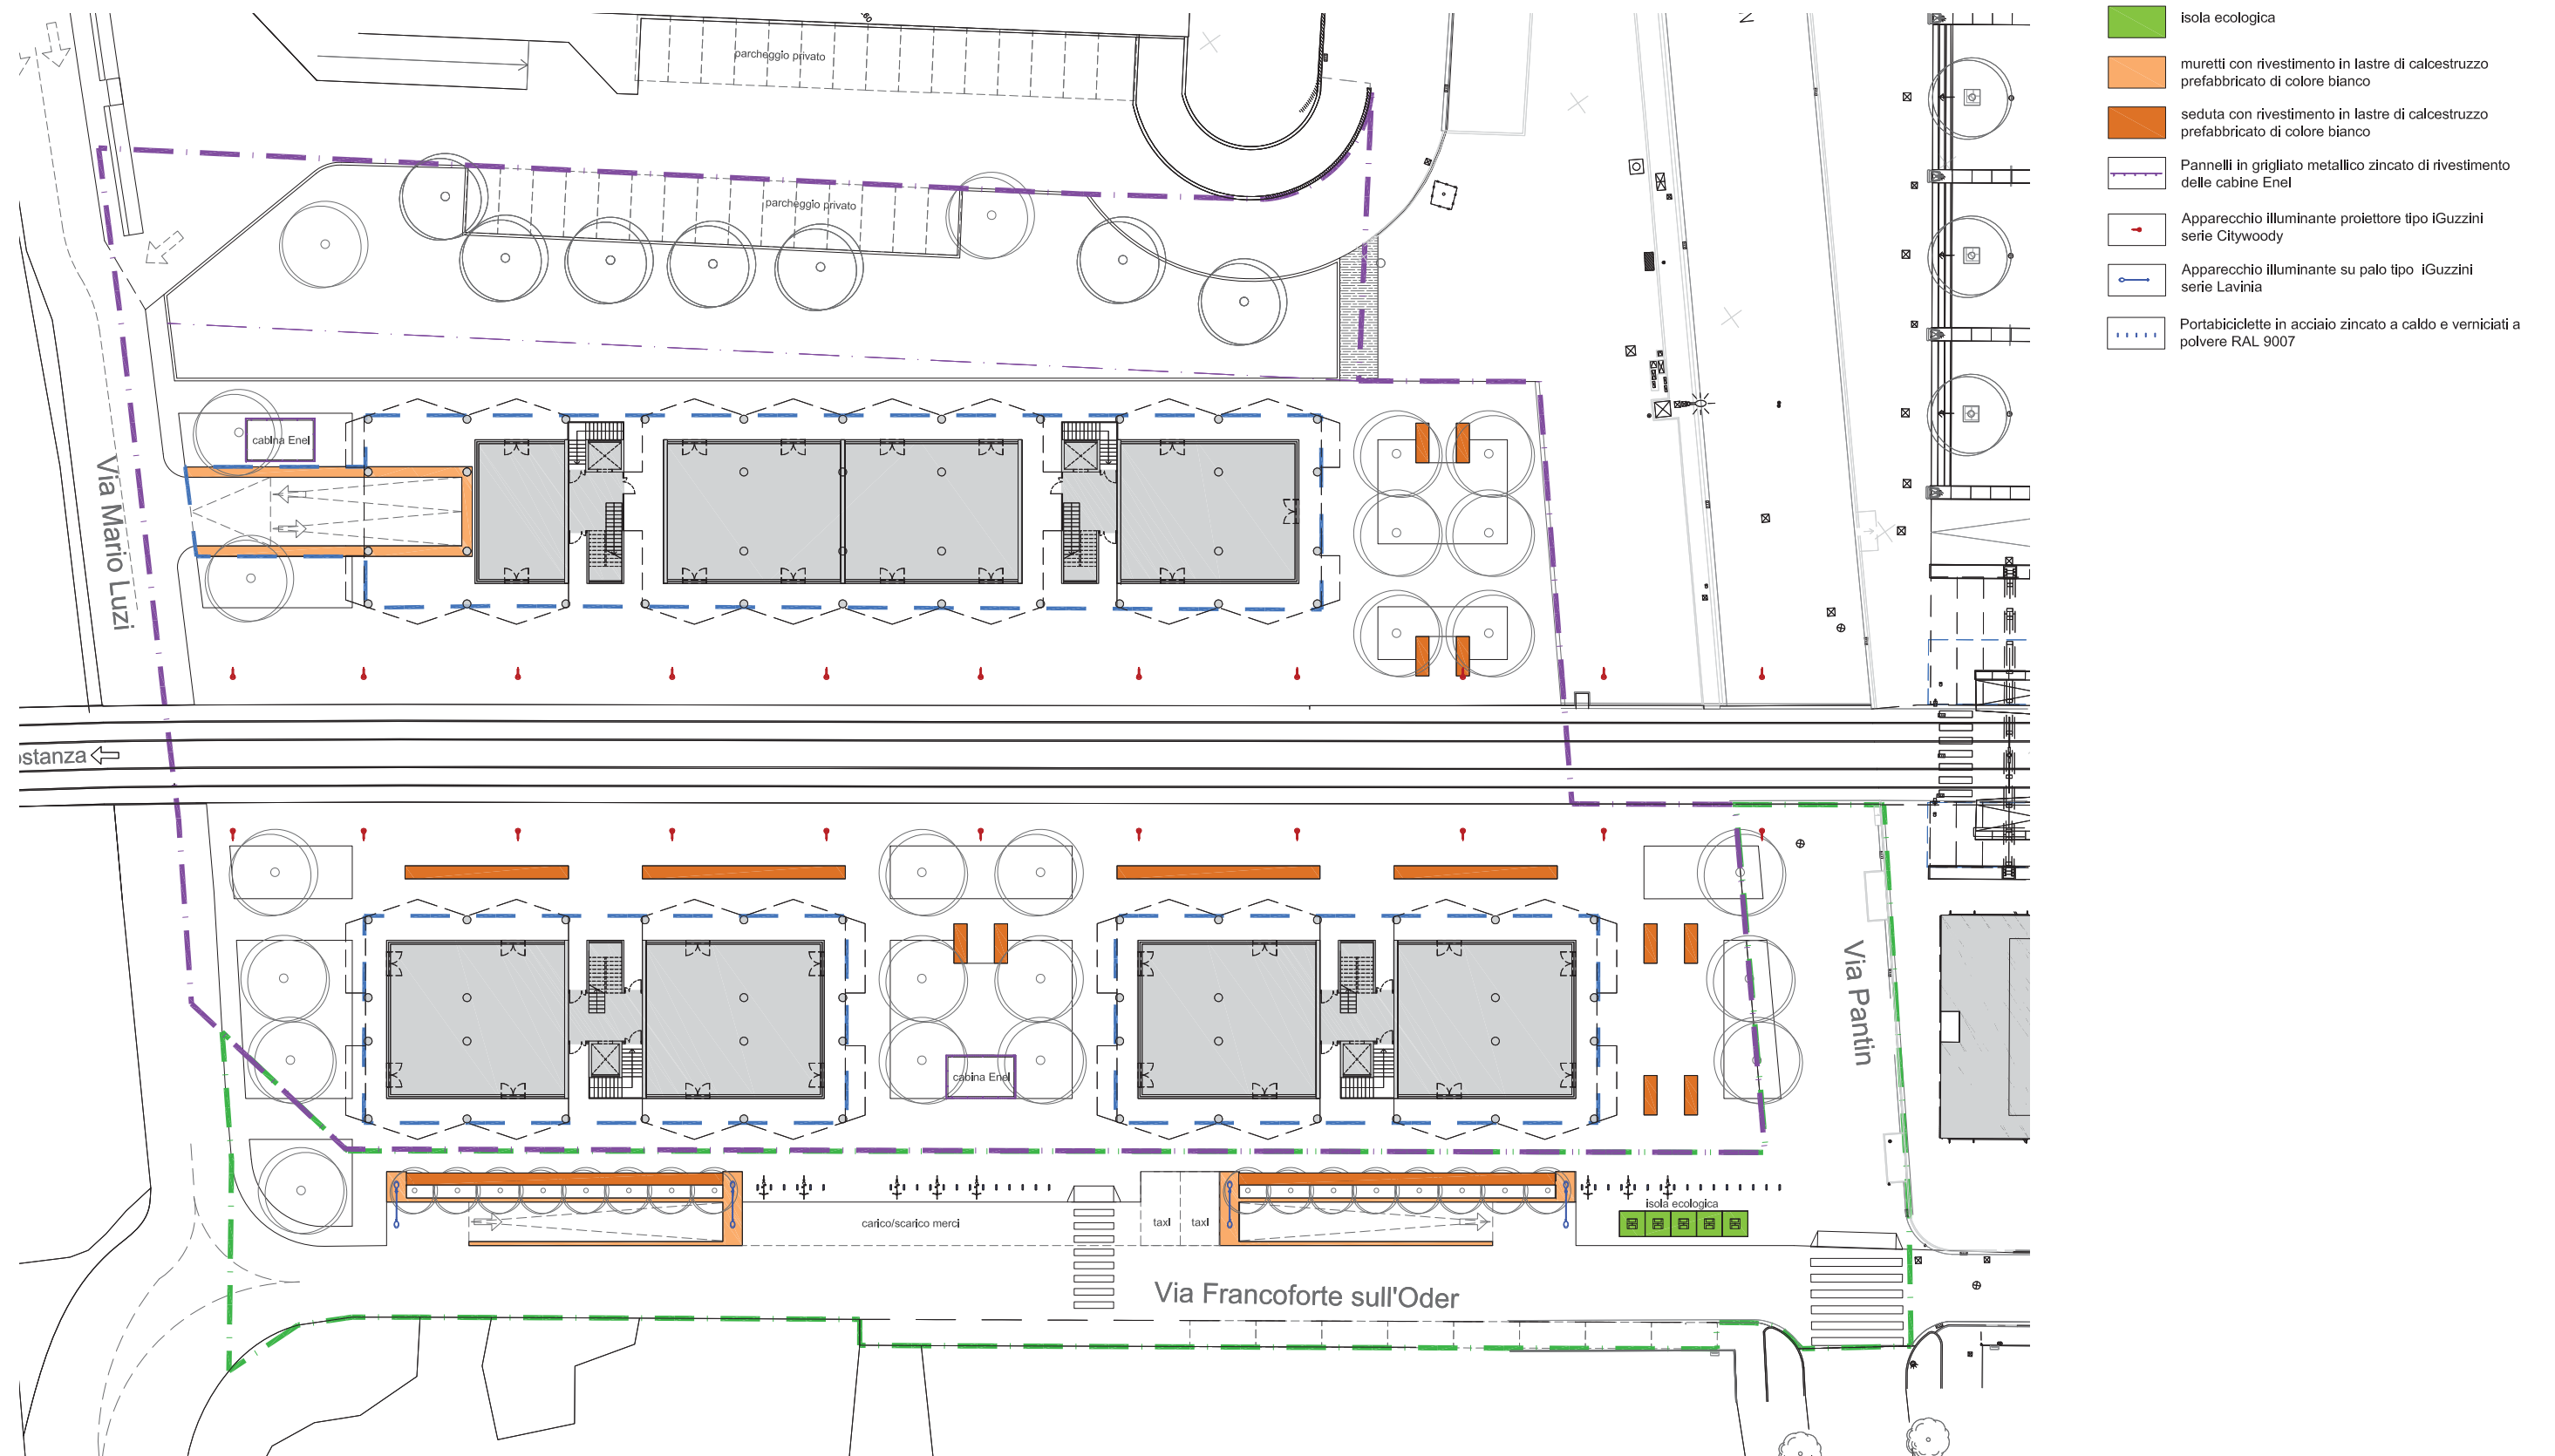 parcheggio privato
parcheggio privato
cabina Enel
Via Mario Luzi
ostanza
cabina Enel
Via Pantin
carico/scarico merci
taxi
taxi
isola ecologica
Via Francoforte sull'Oder
isola ecologica
muretti con rivestimento in lastre di calcestruzzo
prefabbricato di colore bianco
seduta con rivestimento in lastre di calcestruzzo
prefabbricato di colore bianco
Pannelli in grigliato metallico zincato di rivestimento
delle cabine Enel
Apparecchio illuminante proiettore tipo iGuzzini
serie Citywoody
Apparecchio illuminante su palo tipo iGuzzini
serie Lavinia
Portabiciclette in acciaio zincato a caldo e verniciati a
polvere RAL 9007